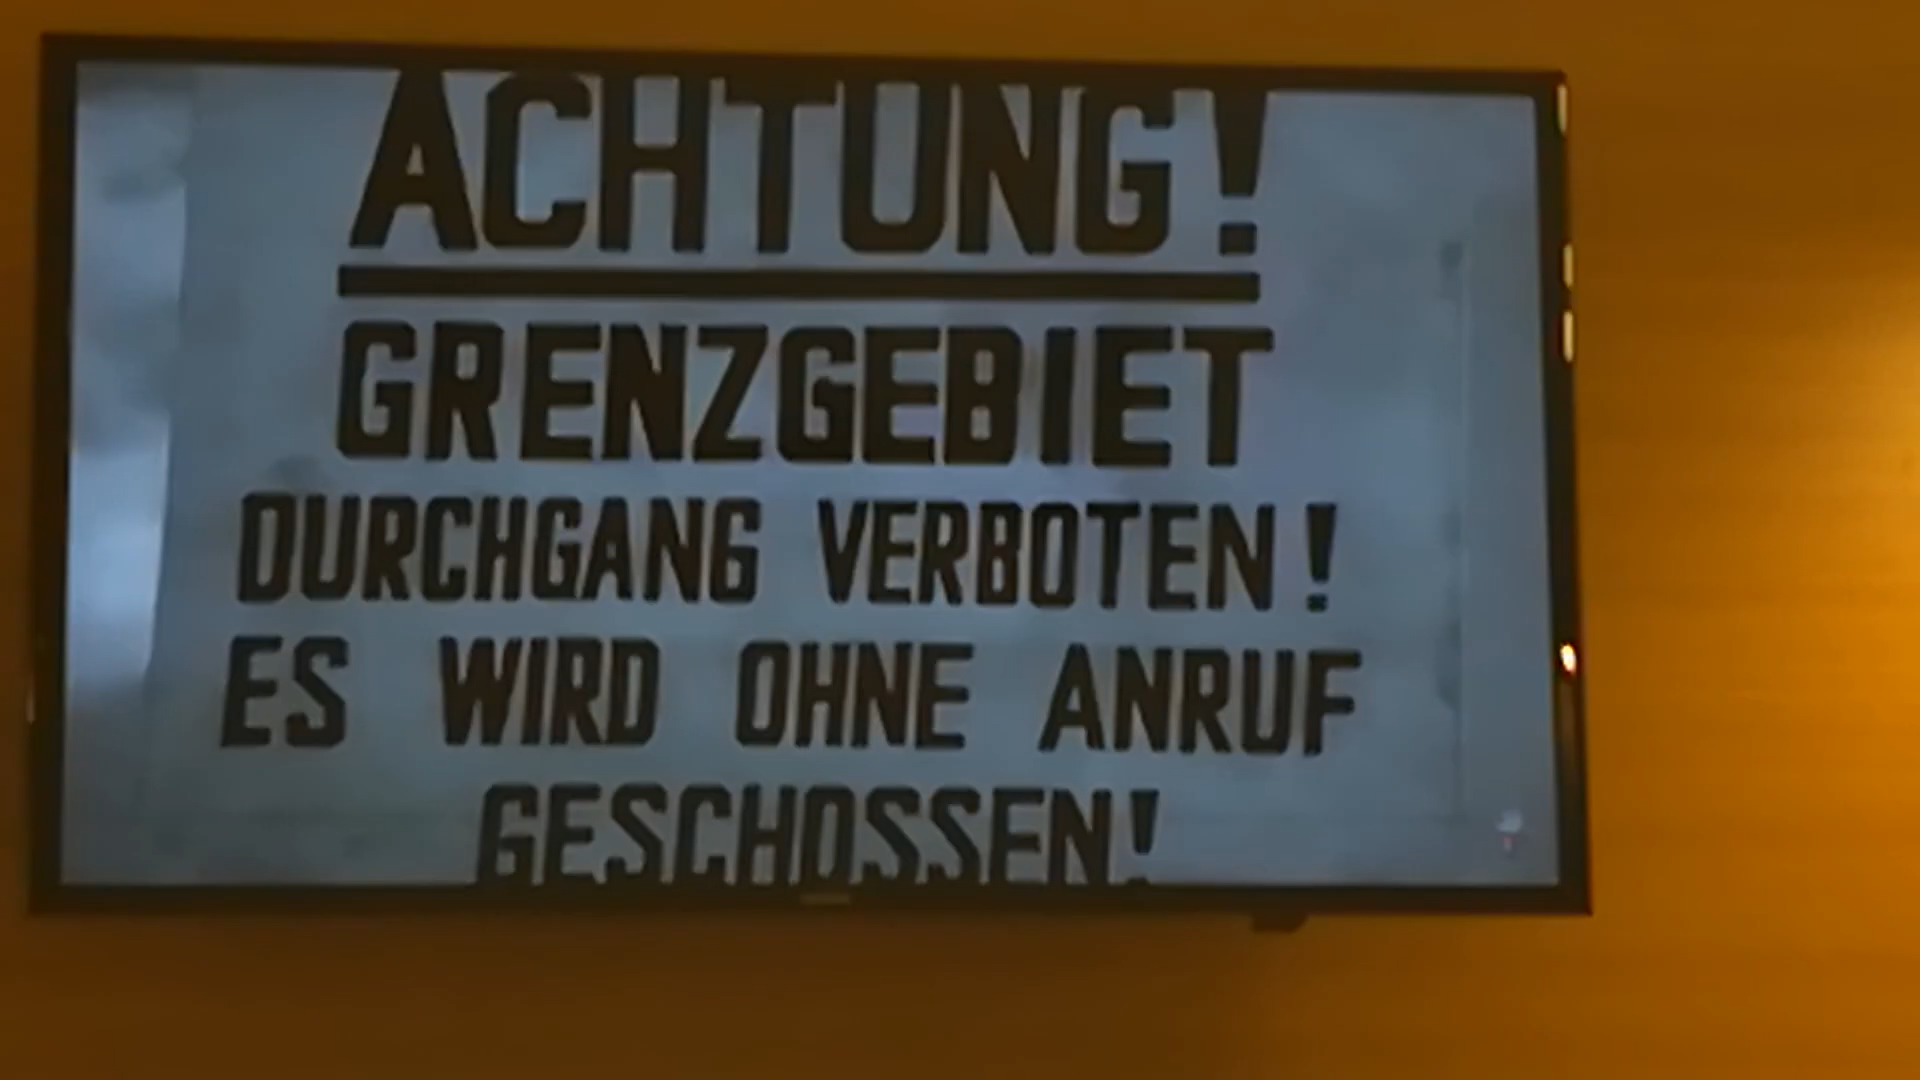 ACHTUNG!
GRENZGEBIET
DURCHGANG VERBOTEN!
ES WIRD OHNE ANRUF
GESCHOSSEN!